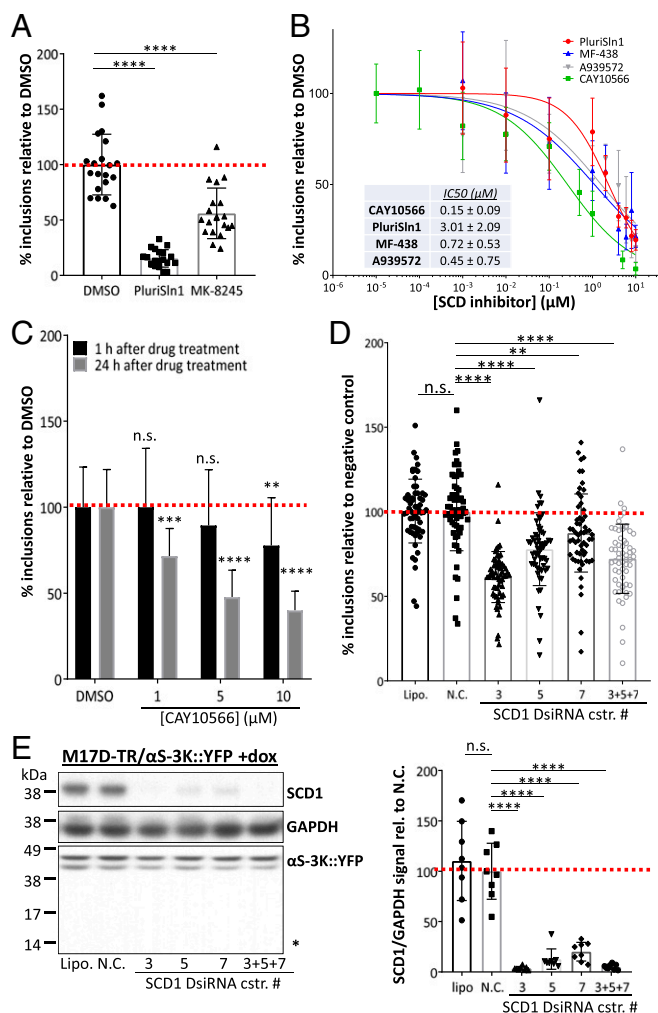 A
% inclusions relative to DMSO
200
150
100
50
0
****
****
DMSO PluriSln1 MK-8245
B
% inclusions relative to DMSO
100
50
0
PluriSln1
MF-438
A939572
CAY10566
IC50 (μM)
CAY10566 0.15 ± 0.09
PluriSln1 3.01 ± 2.09
MF-438 0.72 ± 0.53
A939572 0.45 ± 0.75
10⁻⁶ 10⁻⁵ 10⁻⁴ 10⁻³ 10⁻² 10⁻¹ 10⁰ 10¹
[SCD inhibitor] (μM)
C
% inclusions relative to DMSO
200
150
100
50
0
1 h after drug treatment
24 h after drug treatment
n.s.
n.s.
**
***
****
****
DMSO 1 5 10
[CAY10566] (μM)
D
% inclusions relative to negative control
200
150
100
50
0
****
**
****
n.s. ****
Lipo. N.C. 3 5 7 3+5+7
SCD1 DsiRNA cstr. #
E
M17D-TR/αS-3K::YFP +dox
kDa
38
SCD1
38
GAPDH
49
αS-3K::YFP
38
17
14
*
Lipo. N.C. 3 5 7 3+5+7
SCD1 DsiRNA cstr. #
SCD1/GAPDH signal rel. to N.C.
200
150
100
50
0
n.s.
****
****
****
****
lipo N.C. 3 5 7 3+5+7
SCD1 DsiRNA cstr. #